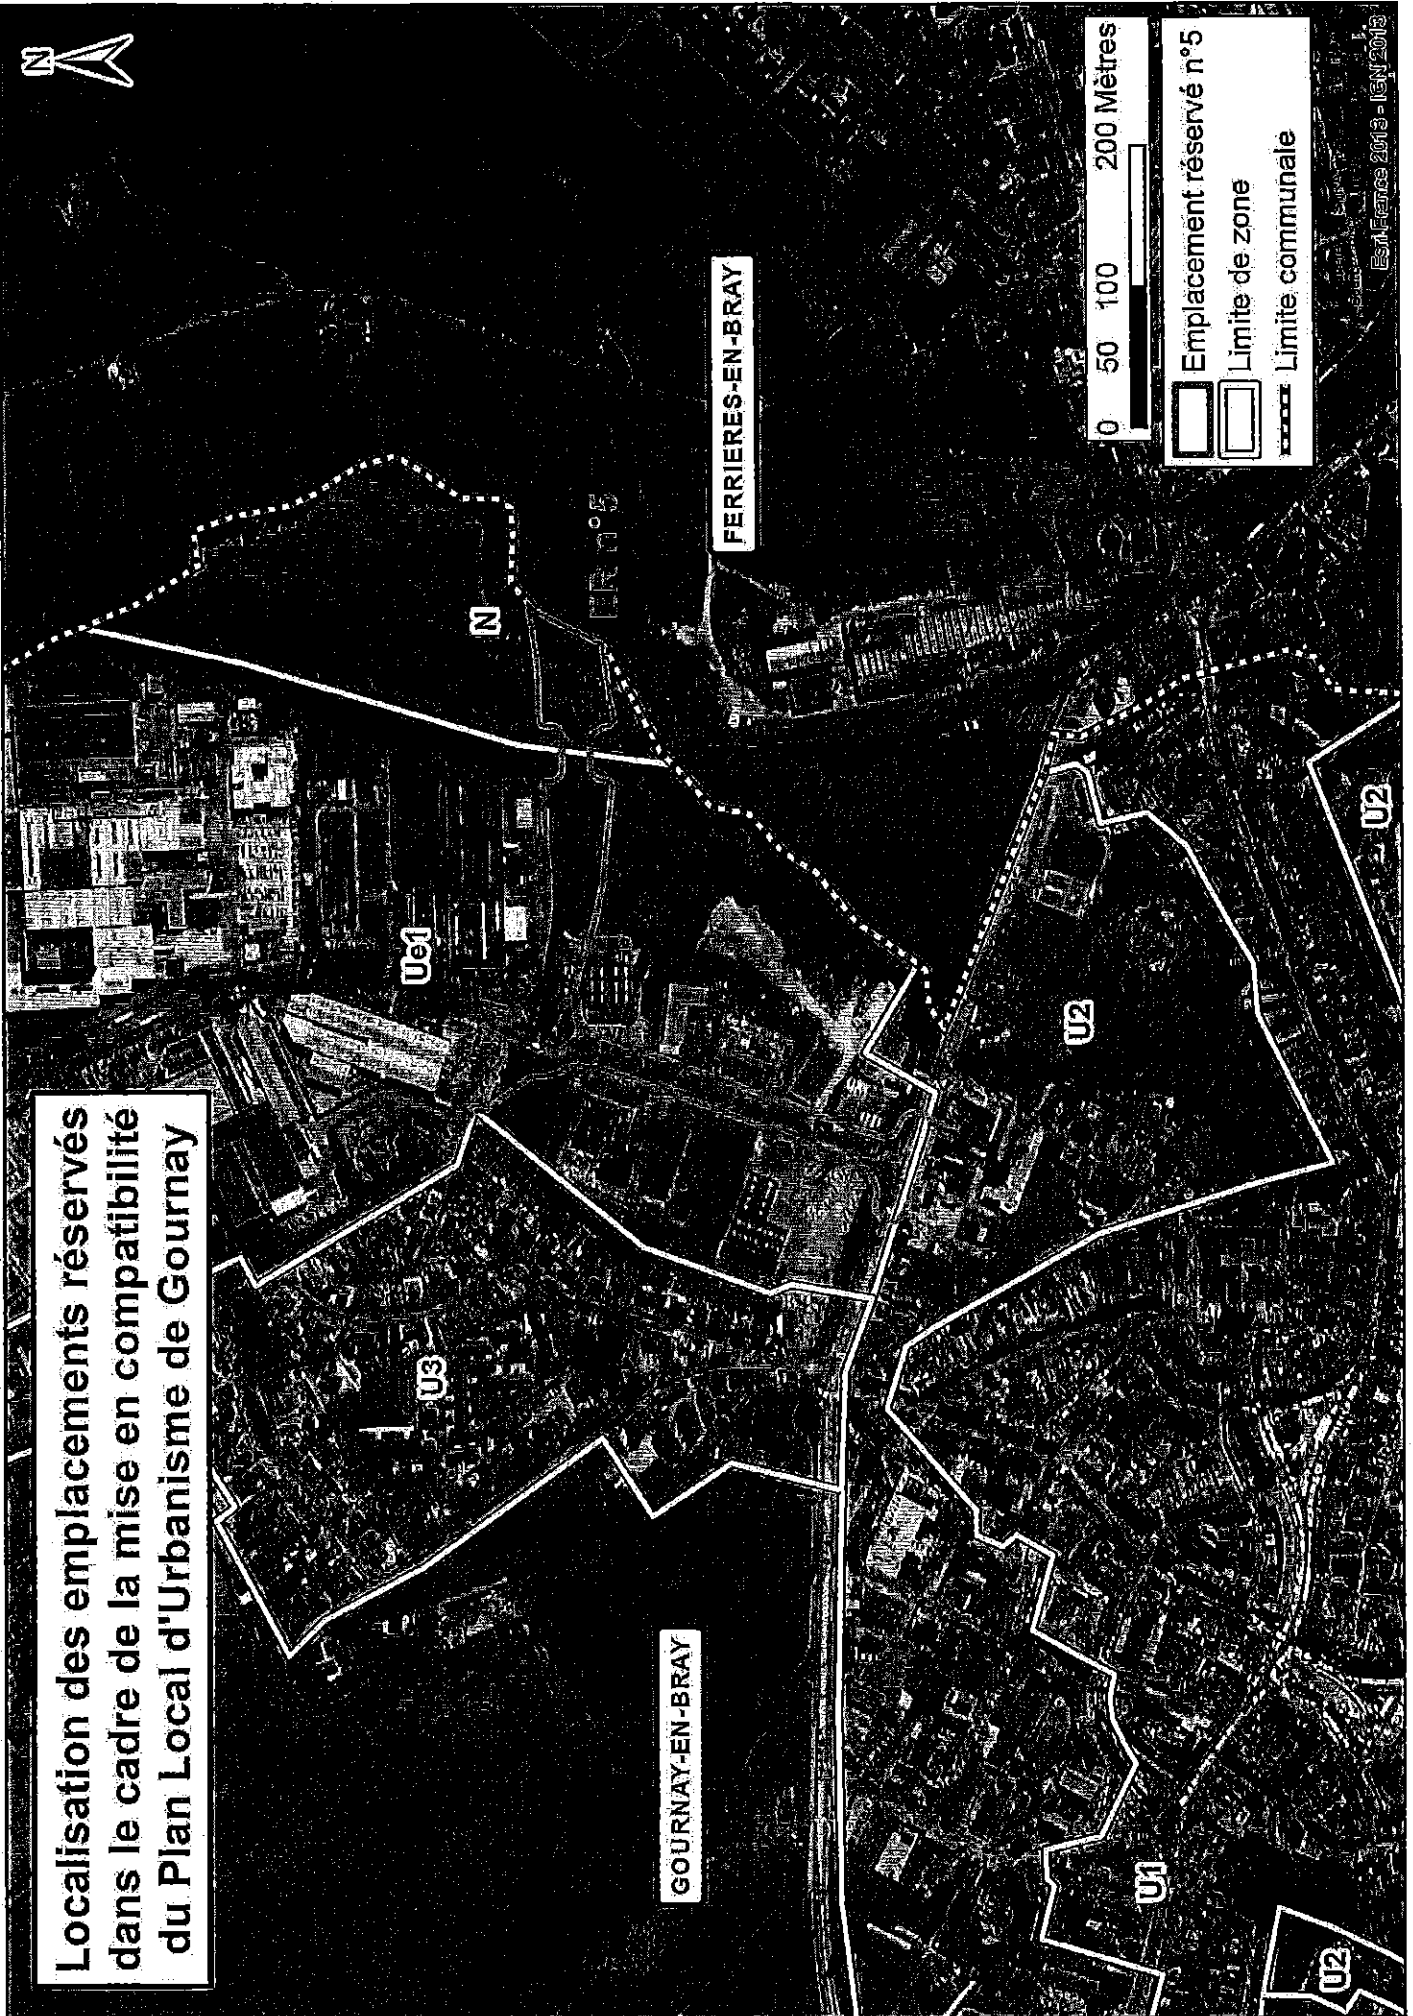 Localisation des emplacements réservés
dans le cadre de la mise en compatibilité
du Plan Local d'Urbanisme de Gournay
N
U3
Ue1
N
ER n°5
GOURNAY-EN-BRAY
FERRIERES-EN-BRAY
U1
U2
U2
U2
0 50 100 200 Mètres
Emplacement réservé n°5
Limite de zone
Limite communale
Esri France 2013 - IGN 2013